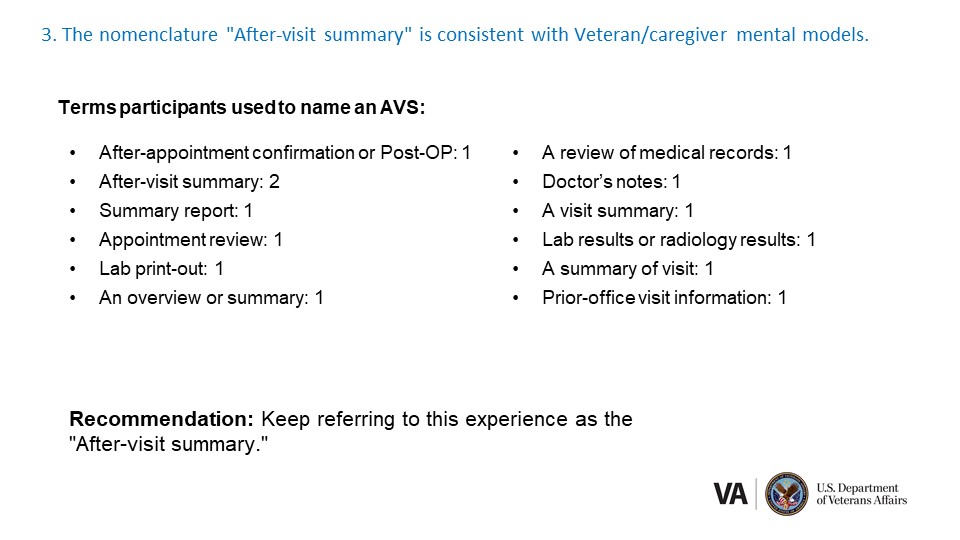 3. The nomenclature "After-visit summary" is consistent with Veteran/caregiver mental models.
Terms participants used to name an AVS:
• After-appointment confirmation or Post-OP: 1
• After-visit summary: 2
• Summary report: 1
• Appointment review: 1
• Lab print-out: 1
• An overview or summary: 1
• A review of medical records: 1
• Doctor’s notes: 1
• A visit summary: 1
• Lab results or radiology results: 1
• A summary of visit: 1
• Prior-office visit information: 1
Recommendation: Keep referring to this experience as the
"After-visit summary."
VA
U.S. Department
of Veterans Affairs